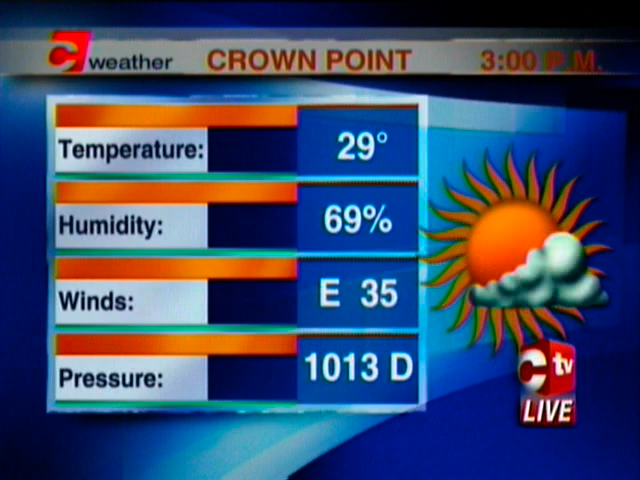 C weather CROWN POINT 3:00 P.M.
Temperature: 29°
Humidity: 69%
Winds: E 35
Pressure: 1013 D
C tv
LIVE